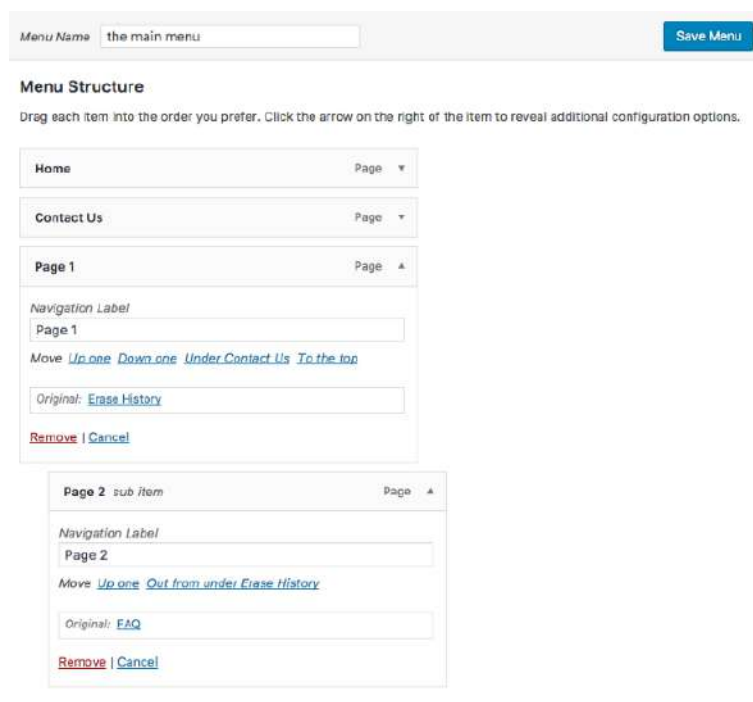 Menu Name the main menu Save Menu
Menu Structure
Drag each item into the order you prefer. Click the arrow on the right of the item to reveal additional configuration options.
Home Page ▼
Contact Us Page ▼
Page 1 Page ▲
Navigation Label
Page 1
Move Up one Down one Under Contact Us To the top
Original: Erase History
Remove | Cancel
Page 2 sub item Page ▲
Navigation Label
Page 2
Move Up one Out from under Erase History
Original: FAQ
Remove | Cancel